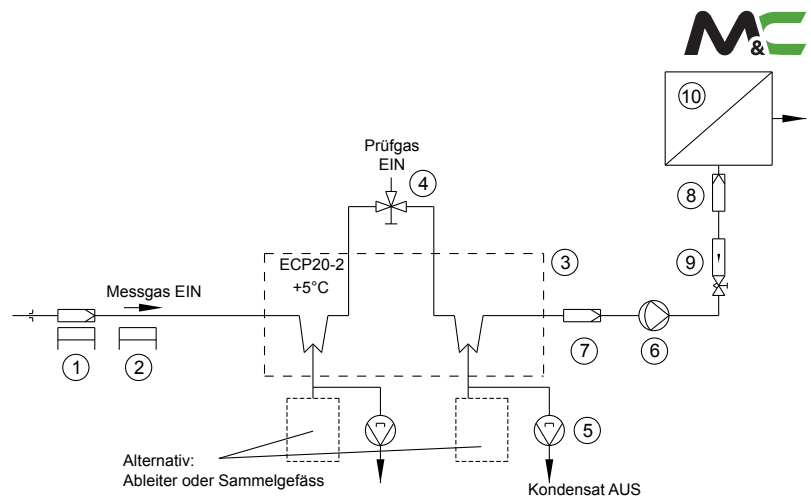 M&C
10
Prüfgas
EIN
4
8
ECP20-2
+5°C
3
9
Messgas EIN
1
2
7
6
5
Alternativ:
Ableiter oder Sammelgefäss
Kondensat AUS